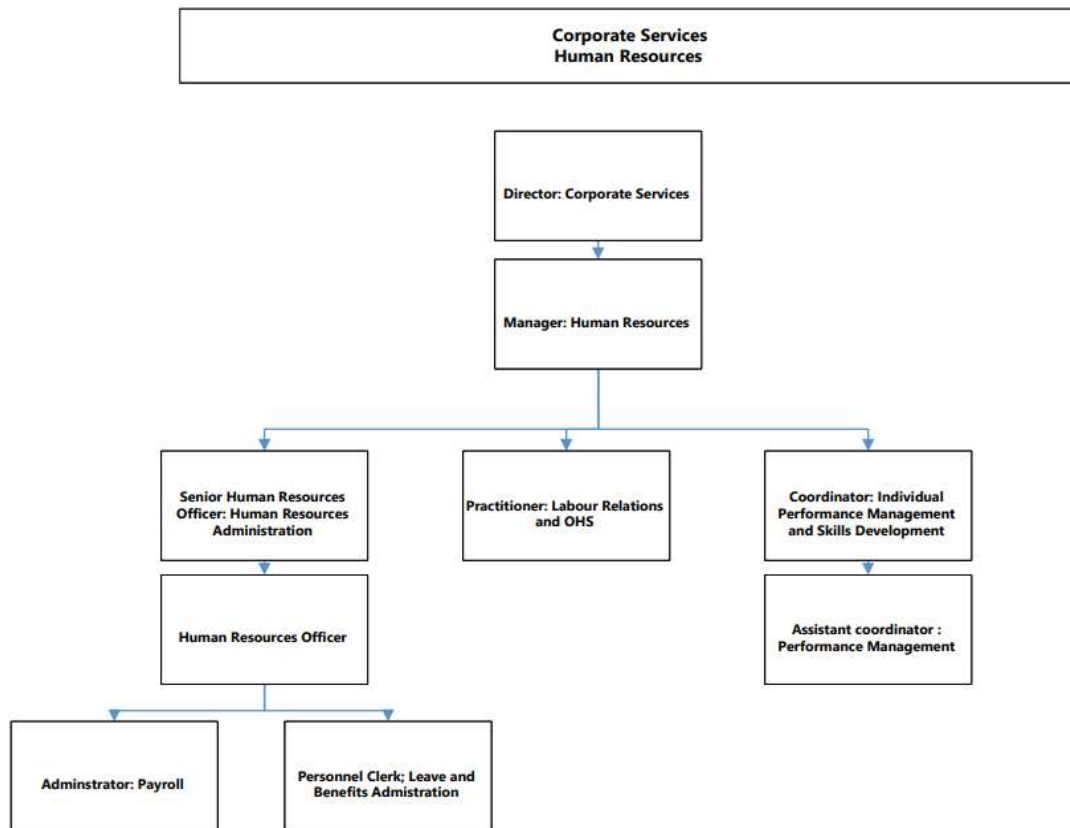 Corporate Services
Human Resources
Director: Corporate Services
Manager: Human Resources
Senior Human Resources
Officer: Human Resources
Administration
Practitioner: Labour Relations
and OHS
Coordinator: Individual
Performance Management
and Skills Development
Human Resources Officer
Assistant coordinator :
Performance Management
Adminstrator: Payroll
Personnel Clerk; Leave and
Benefits Admistration